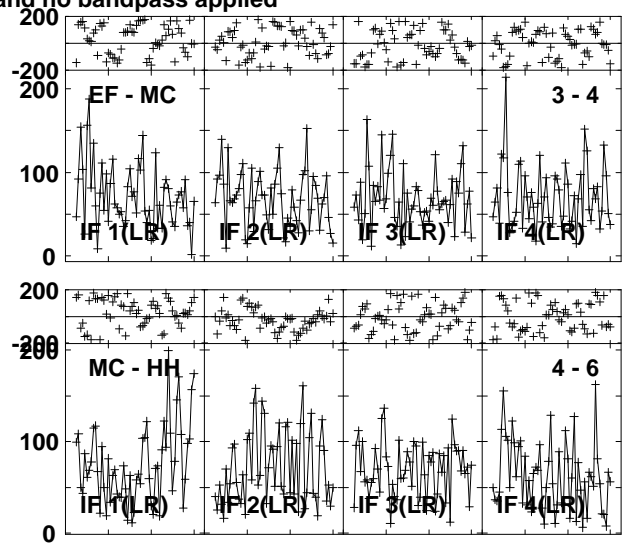 and no bandpass applied
200
-200
200
EF - MC
3 - 4
100
IF 1(LR) IF 2(LR) IF 3(LR) IF 4(LR)
0
200
-200
200
MC - HH
4 - 6
100
IF 1(LR) IF 2(LR) IF 3(LR) IF 4(LR)
0